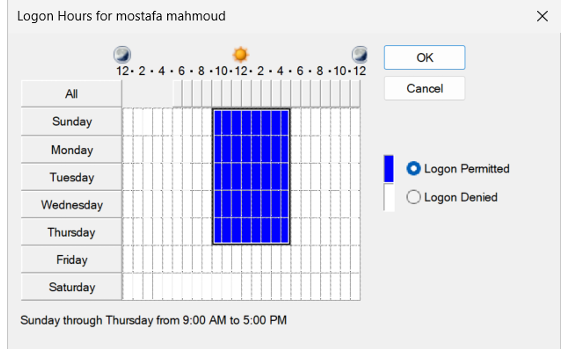 Logon Hours for mostafa mahmoud
12 · 2 · 4 · 6 · 8 · 10 · 12 · 2 · 4 · 6 · 8 · 10 · 12
OK
Cancel
All
Sunday
Monday
Tuesday
Wednesday
Thursday
Friday
Saturday
Logon Permitted
Logon Denied
Sunday through Thursday from 9:00 AM to 5:00 PM